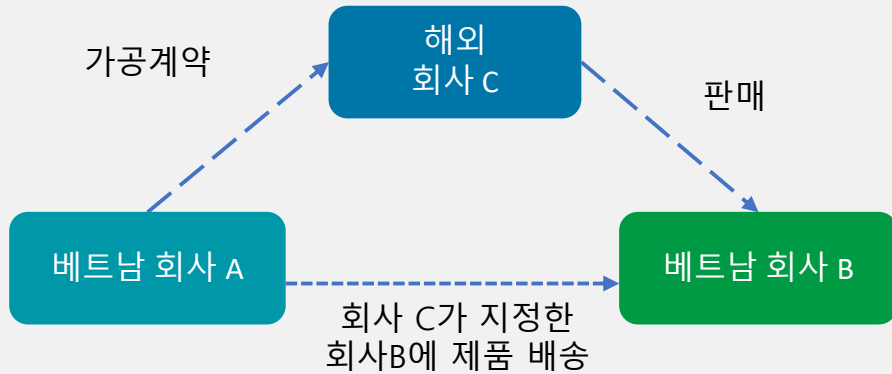 가공계약
해외
회사 C
판매
베트남 회사 A
베트남 회사 B
회사 C가 지정한
회사B에 제품 배송